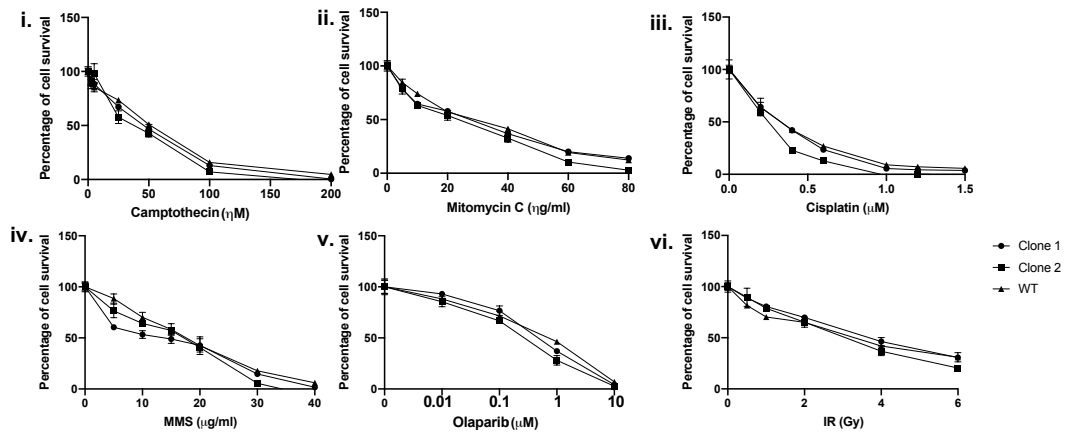 i.
150
100
50
0
Percentage of cell survival
0
50
100
150
200
Camptothecin (ηM)
ii.
150
100
50
0
Percentage of cell survival
0
20
40
60
80
Mitomycin C (ηg/ml)
iii.
150
100
50
0
Percentage of cell survival
0.0
0.5
1.0
1.5
Cisplatin (μM)
iv.
150
100
50
0
Percentage of cell survival
0
10
20
30
40
MMS (μg/ml)
v.
150
100
50
0
Percentage of cell survival
0
0.01
0.1
1
10
Olaparib (μM)
vi.
150
100
50
0
Percentage of cell survival
0
2
4
6
IR (Gy)
Clone 1
Clone 2
WT